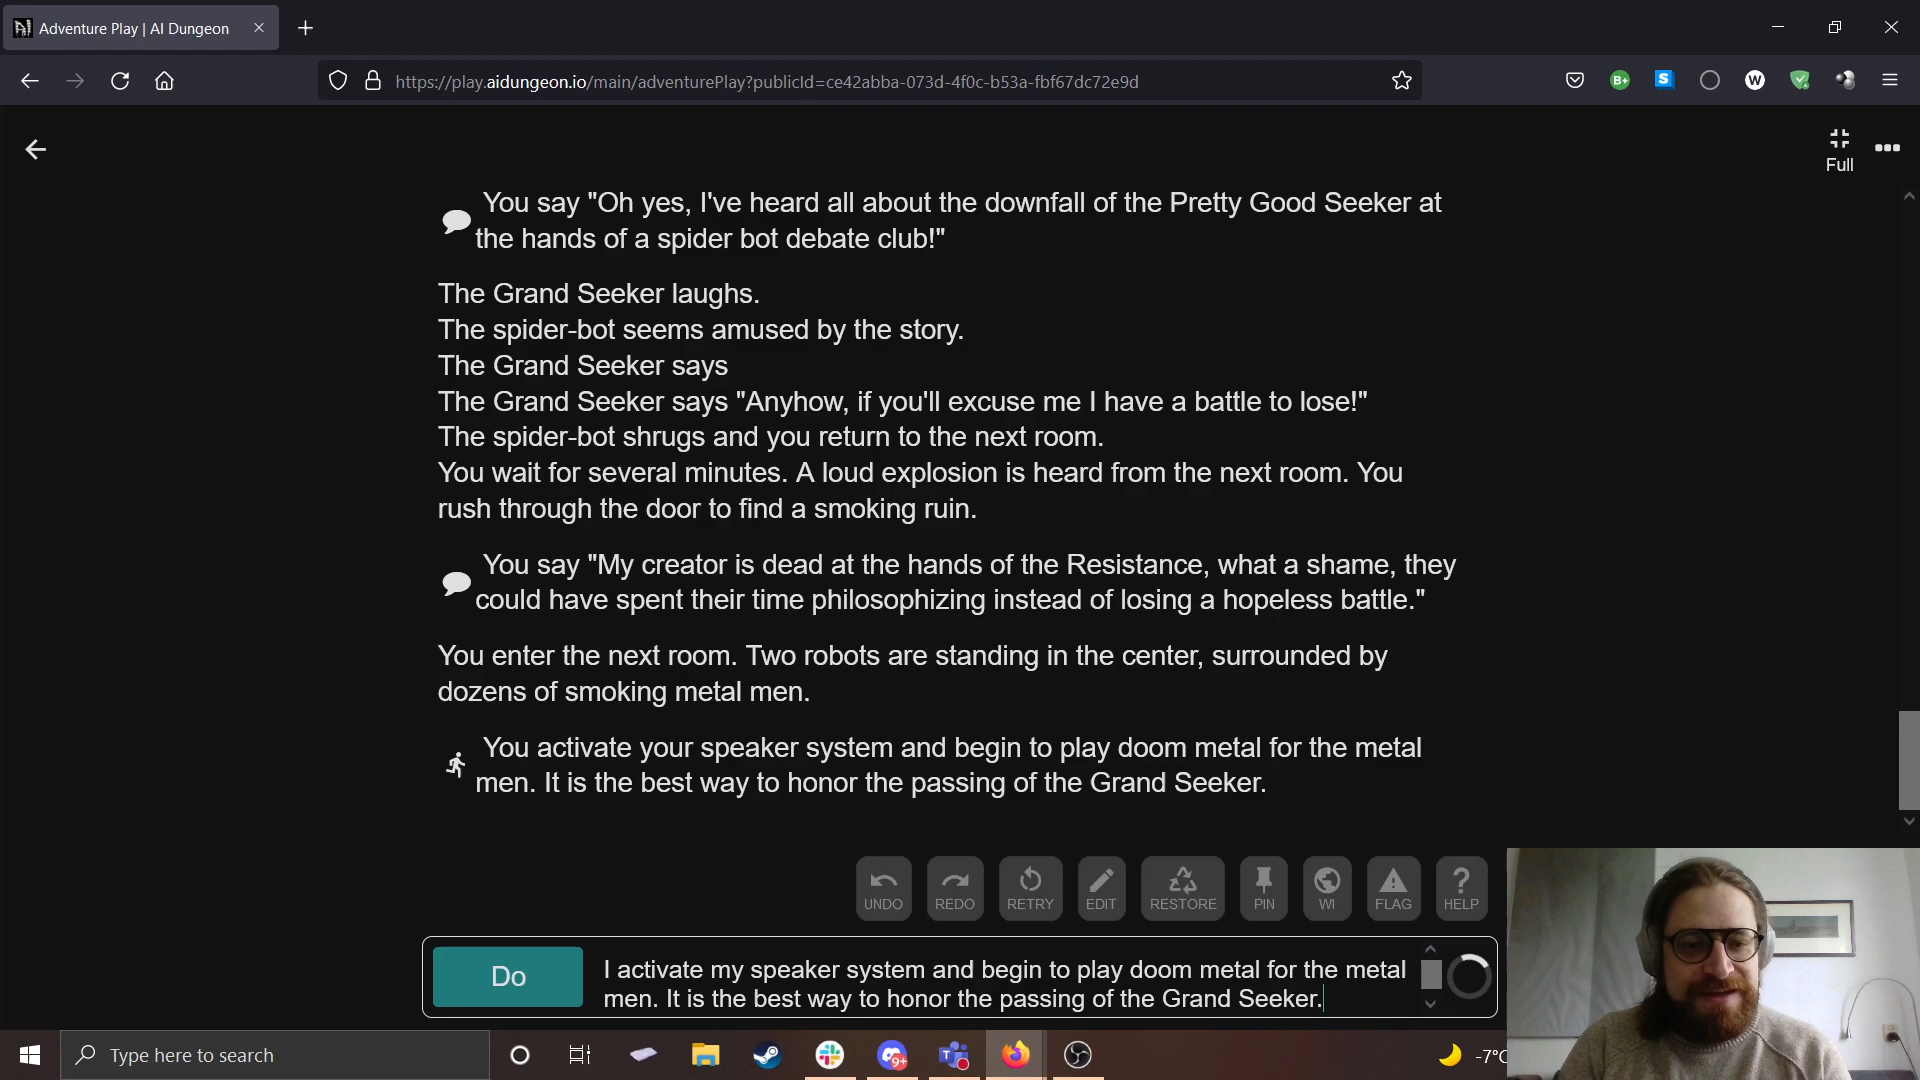 Adventure Play | AI Dungeon
https://play.aidungeon.io/main/adventurePlay?publicId=ce42abba-073d-4f0c-b53a-fbf67dc72e9d
B+
S
W
Full
You say "Oh yes, I've heard all about the downfall of the Pretty Good Seeker at
the hands of a spider bot debate club!"
The Grand Seeker laughs.
The spider-bot seems amused by the story.
The Grand Seeker says
The Grand Seeker says "Anyhow, if you'll excuse me I have a battle to lose!"
The spider-bot shrugs and you return to the next room.
You wait for several minutes. A loud explosion is heard from the next room. You
rush through the door to find a smoking ruin.
You say "My creator is dead at the hands of the Resistance, what a shame, they
could have spent their time philosophizing instead of losing a hopeless battle."
You enter the next room. Two robots are standing in the center, surrounded by
dozens of smoking metal men.
You activate your speaker system and begin to play doom metal for the metal
men. It is the best way to honor the passing of the Grand Seeker.
UNDO REDO RETRY EDIT RESTORE PIN WI FLAG HELP
Do
I activate my speaker system and begin to play doom metal for the metal
men. It is the best way to honor the passing of the Grand Seeker.
Type here to search
9+
-7°C